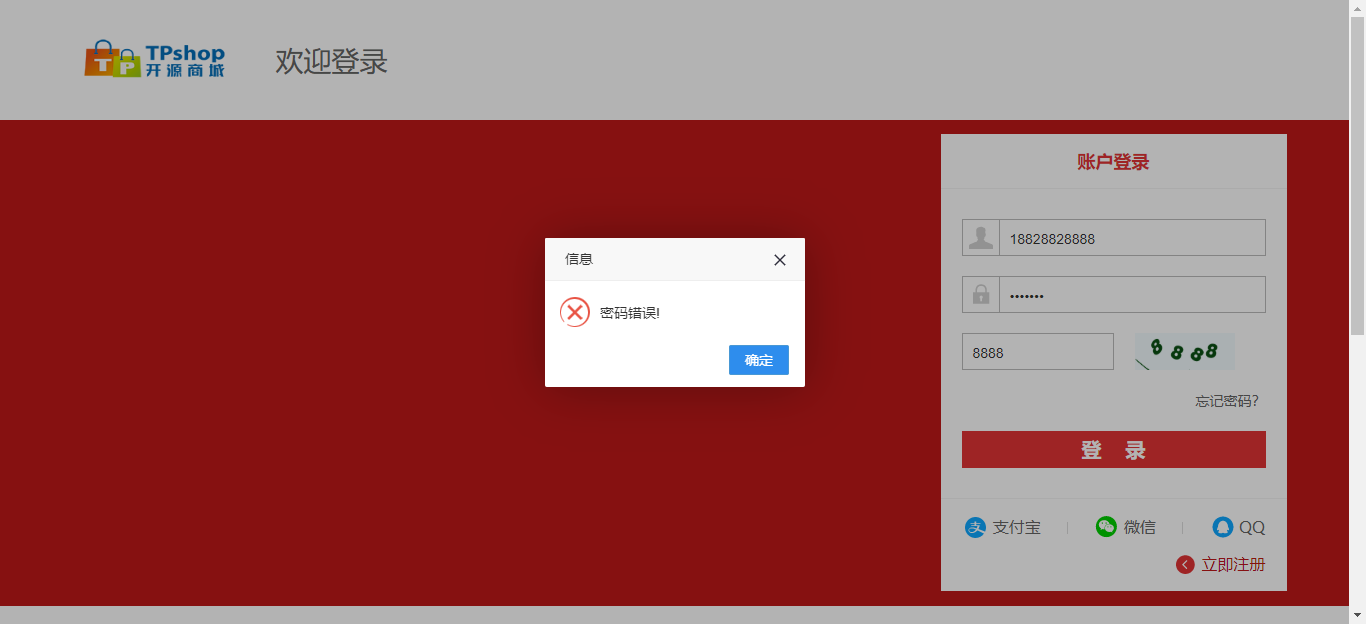 TPshop
开源商城
欢迎登录
账户登录
18828828888
•••••••
8888
8888
忘记密码?
登 录
支付宝
微信
QQ
立即注册
信息
密码错误!
确定